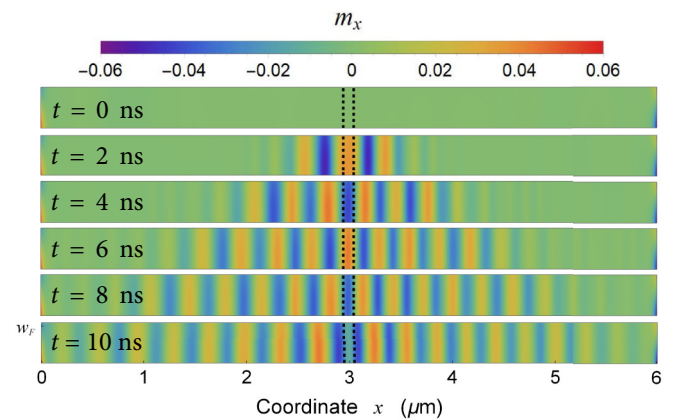 mₓ
−0.06 −0.04 −0.02 0 0.02 0.04 0.06
t = 0 ns
t = 2 ns
t = 4 ns
t = 6 ns
t = 8 ns
w_F
t = 10 ns
0 1 2 3 4 5 6
Coordinate x (μm)